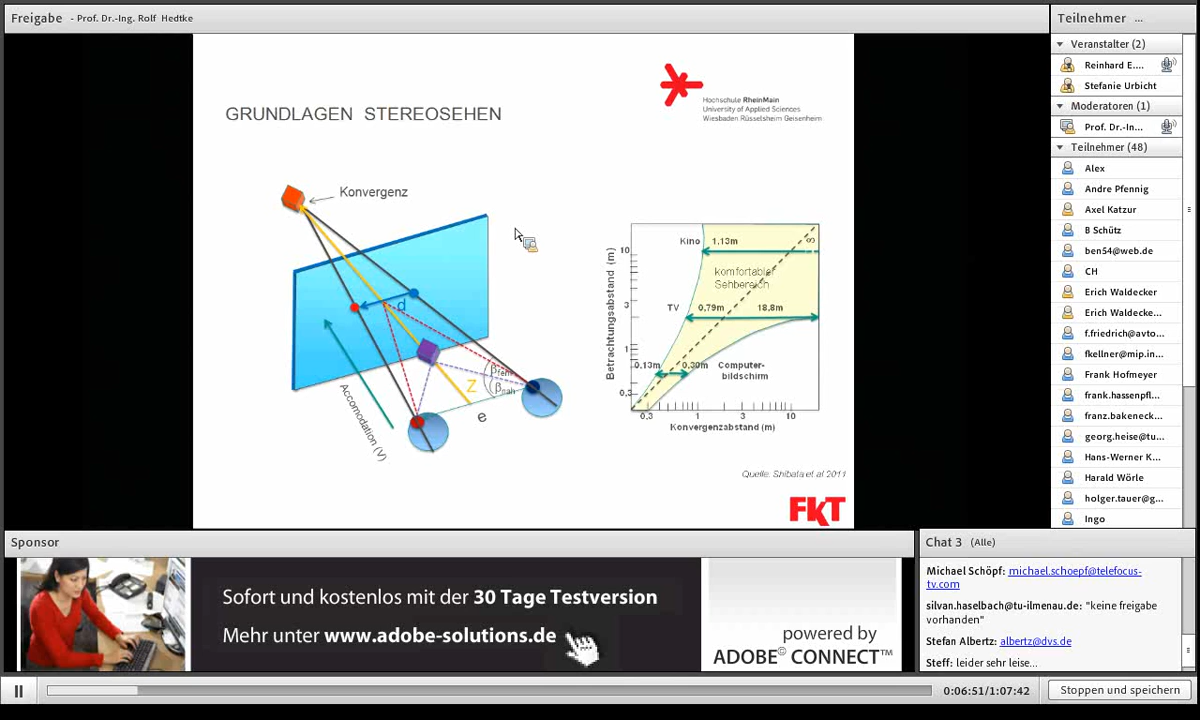 Freigabe - Prof. Dr.-Ing. Rolf Hedtke
GRUNDLAGEN STEREOSEHEN
Hochschule RheinMain
University of Applied Sciences
Wiesbaden Rüsselsheim Geisenheim
Konvergenz
d
Z
e
βfern
βnah
Accomodation (V)
Betrachtungsabstand (m)
10
3
1
0,3
Kino 1,13m
∞
komfortabler
Sehbereich
TV 0,79m 18,8m
0,13m 0,30m Computer-
bildschirm
0,3 1 3 10
Konvergenzabstand (m)
Quelle: Shibata et al 2011
FKT
Teilnehmer ...
Veranstalter (2)
Reinhard E....
Stefanie Urbicht
Moderatoren (1)
Prof. Dr.-In...
Teilnehmer (48)
Alex
Andre Pfennig
Axel Katzur
B Schütz
ben54@web.de
CH
Erich Waldecker
Erich Waldecke...
f.friedrich@avto...
fkellner@mip.in...
Frank Hofmeyer
frank.hassenpfl...
franz.bakeneck...
georg.heise@tu...
Hans-Werner K...
Harald Wörle
holger.tauer@g...
Ingo
Sponsor
Sofort und kostenlos mit der 30 Tage Testversion
Mehr unter www.adobe-solutions.de
powered by
ADOBE© CONNECT™
Chat 3 (Alle)
Michael Schöpf: michael.schoepf@telefocus-
tv.com
silvan.haselbach@tu-ilmenau.de: "keine freigabe
vorhanden"
Stefan Albertz: albertz@dvs.de
Steff: leider sehr leise...
0:06:51/1:07:42
Stoppen und speichern